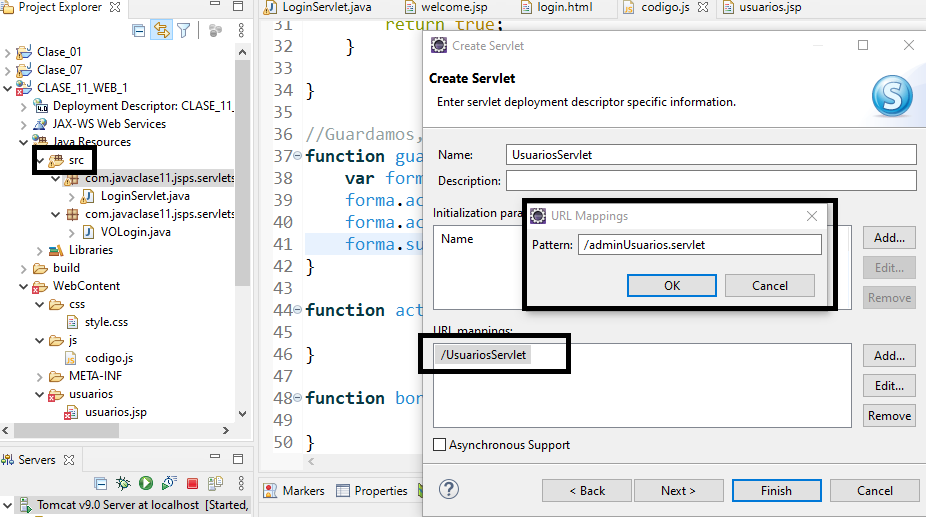 Project Explorer
Clase_01
Clase_07
CLASE_11_WEB_1
Deployment Descriptor: CLASE_11_
JAX-WS Web Services
Java Resources
src
com.javaclase11.jsps.servlets
LoginServlet.java
com.javaclase11.jsps.servlets
VOLogin.java
Libraries
build
WebContent
css
style.css
js
codigo.js
META-INF
usuarios
usuarios.jsp
Servers
Tomcat v9.0 Server at localhost [Started,
LoginServlet.java
welcome.jsp
login.html
codigo.js
usuarios.jsp
31 return true;
32 }
33
34 }
35
36 //Guardamos,
37 function gua
38 var form
39 forma.ac
40 forma.ac
41 forma.su
42 }
43
44 function act
45
46 }
47
48 function bor
49
50 }
Markers
Properties
Create Servlet
Create Servlet
Enter servlet deployment descriptor specific information.
Name: UsuariosServlet
Description:
Initialization para
Name
Add...
Edit...
Remove
URL Mappings
Pattern: /adminUsuarios.servlet
OK
Cancel
URL mappings:
/UsuariosServlet
Add...
Edit...
Remove
Asynchronous Support
?
< Back
Next >
Finish
Cancel